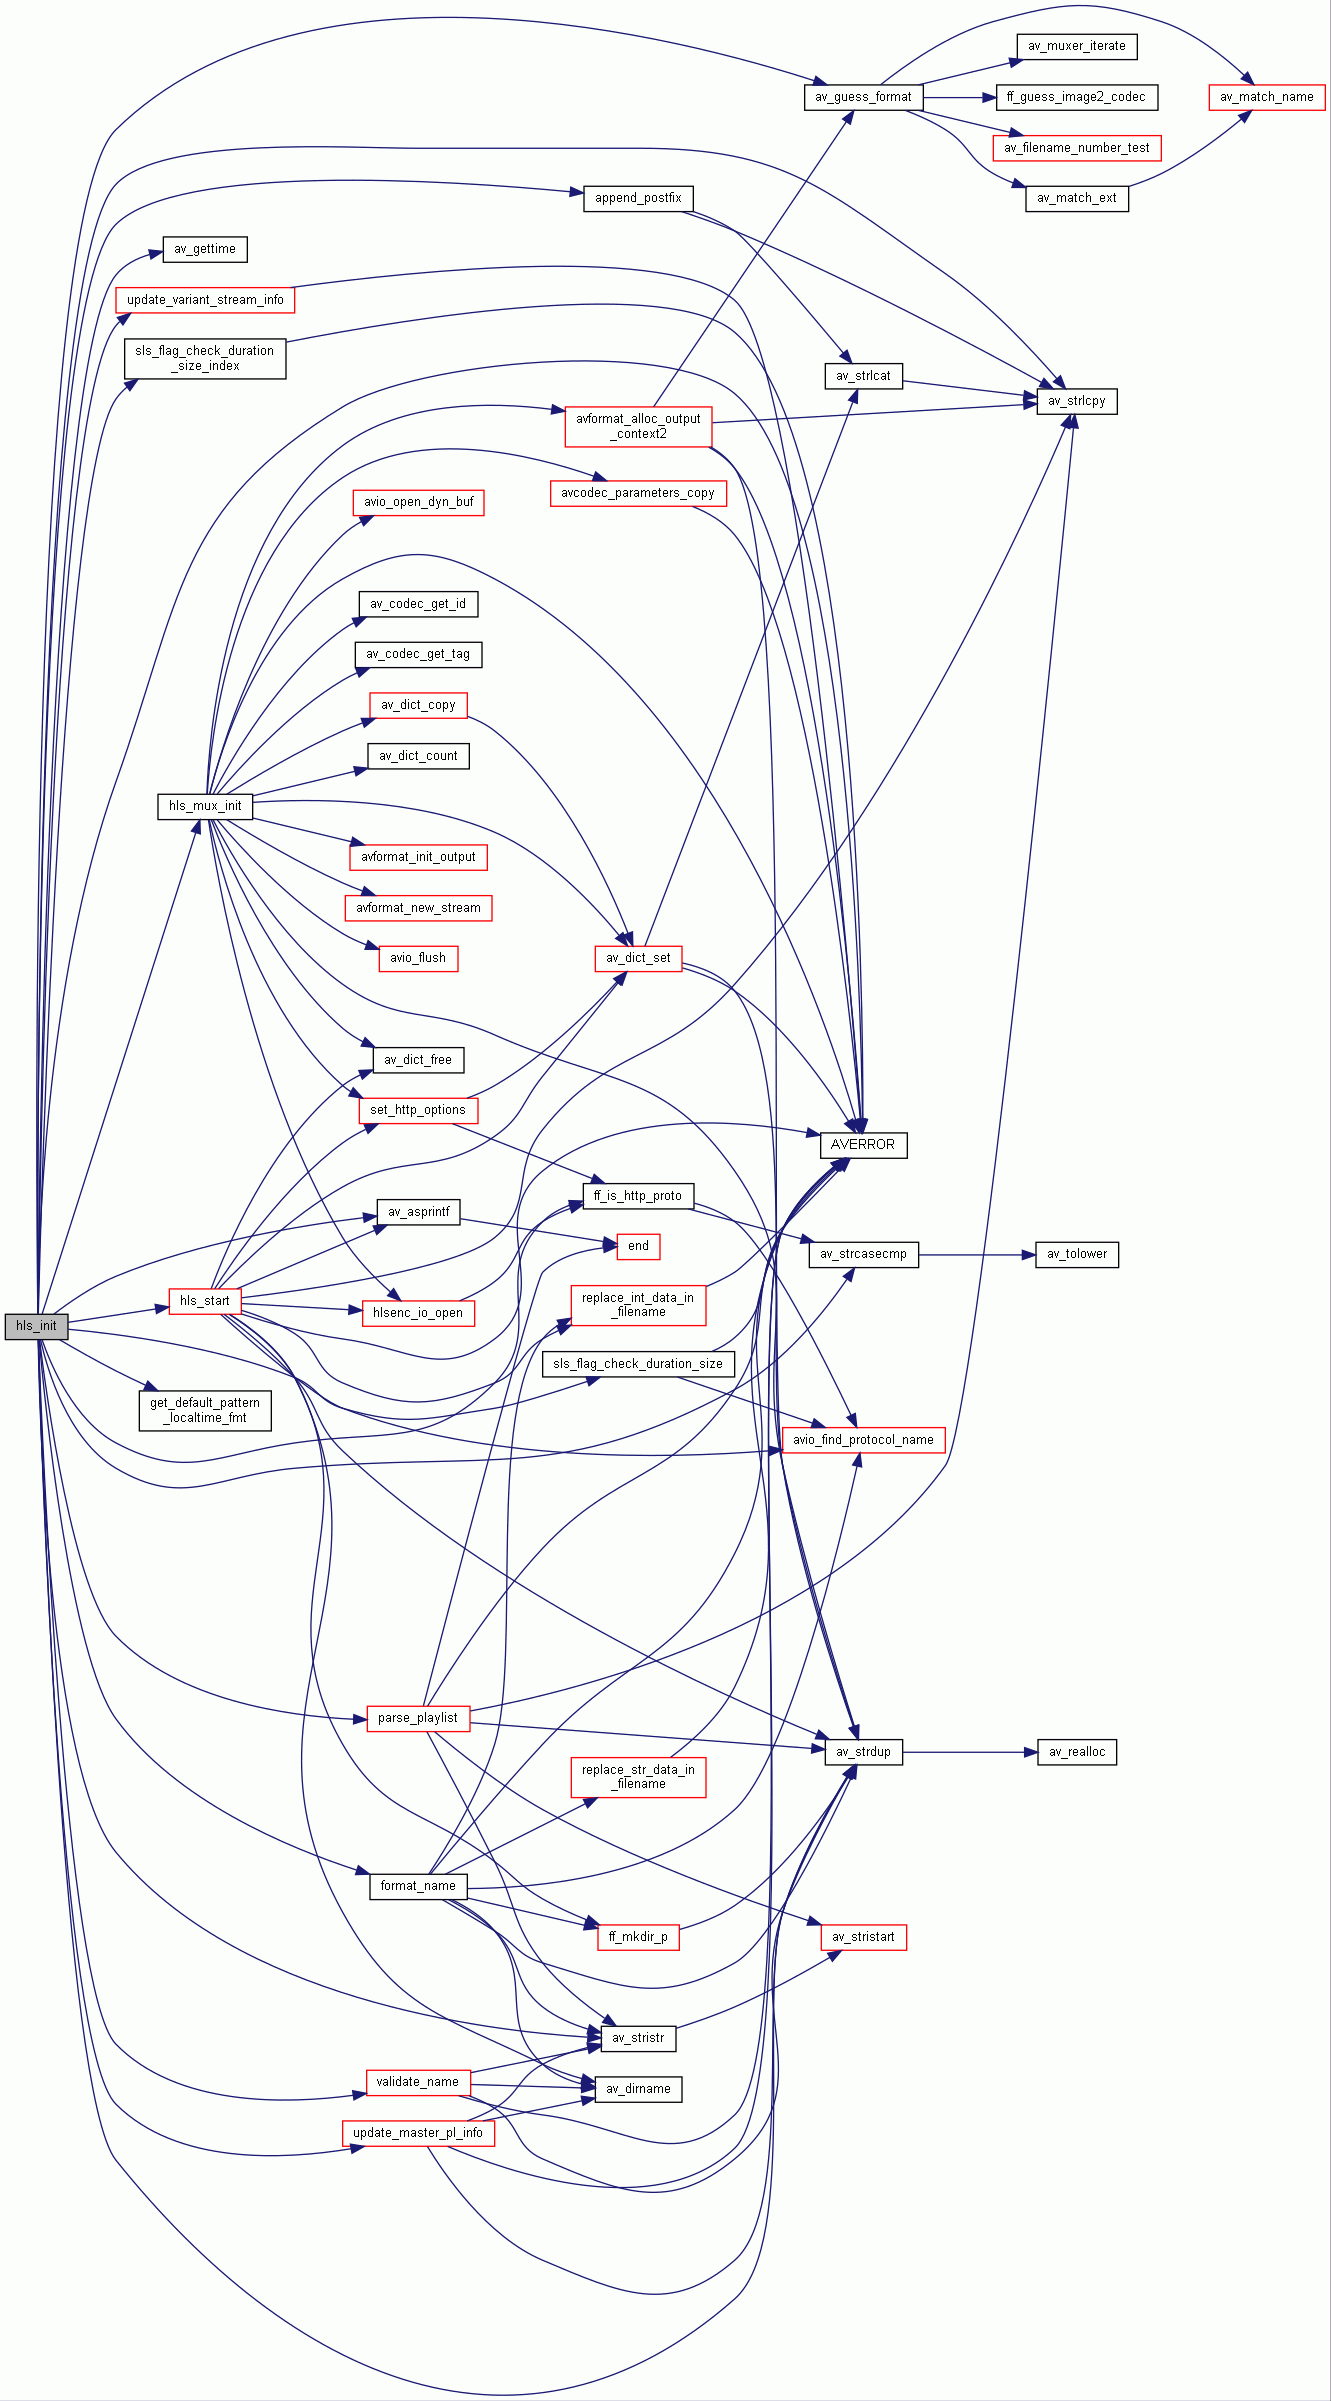 av_muxer_iterate
av_guess_format
ff_guess_image2_codec
av_match_name
av_filename_number_test
append_postfix
av_match_ext
av_gettime
update_variant_stream_info
sls_flag_check_duration
_size_index
av_strlcat
av_strlcpy
avformat_alloc_output
_context2
avcodec_parameters_copy
avio_open_dyn_buf
av_codec_get_id
av_codec_get_tag
av_dict_copy
av_dict_count
hls_mux_init
avformat_init_output
avformat_new_stream
avio_flush
av_dict_set
av_dict_free
set_http_options
AVERROR
ff_is_http_proto
av_asprintf
end
av_strcasecmp
av_tolower
hls_start
hlsenc_io_open
replace_int_data_in
_filename
hls_init
sls_flag_check_duration_size
get_default_pattern
_localtime_fmt
avio_find_protocol_name
parse_playlist
av_strdup
av_realloc
replace_str_data_in
_filename
format_name
ff_mkdir_p
av_stristart
av_stristr
validate_name
av_dirname
update_master_pl_info